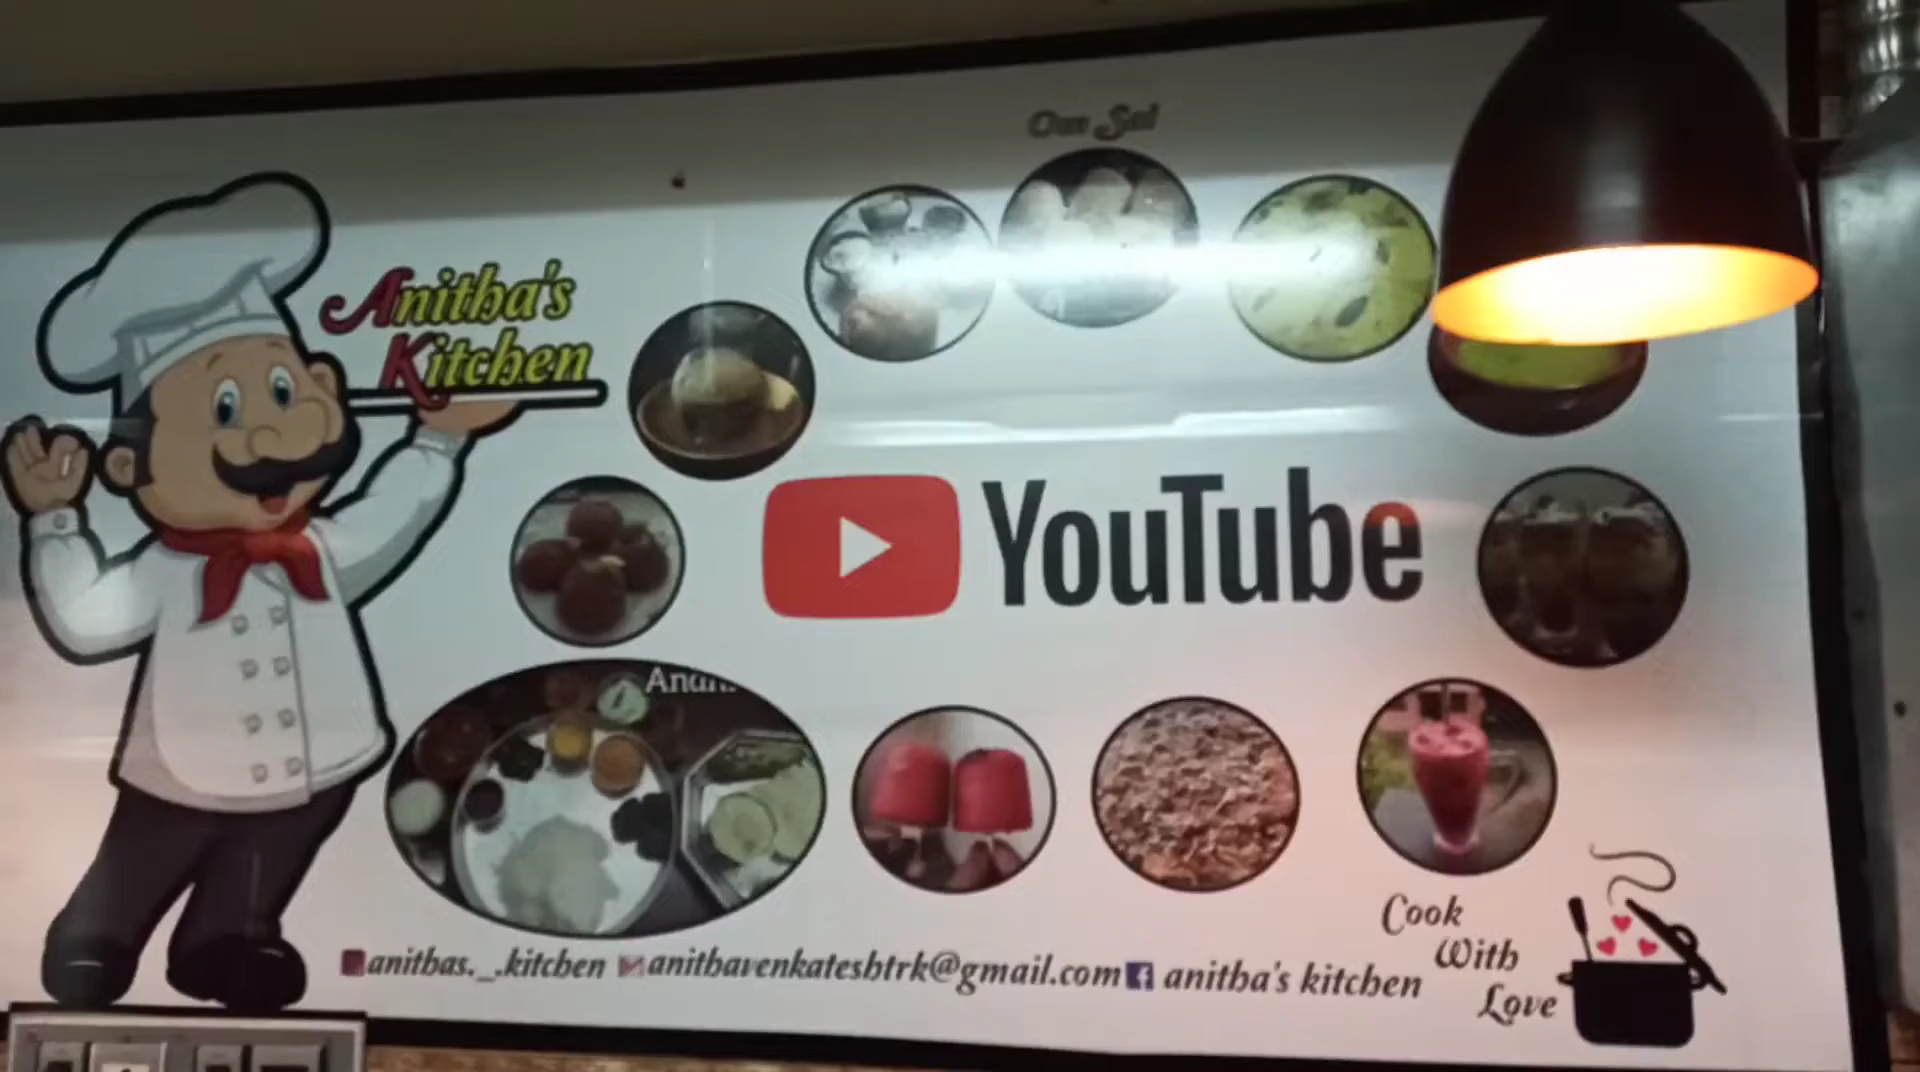 Om Sai
Anitha's
Kitchen
YouTube
anithas._.kitchen anithavenkateshtrk@gmail.com anitha's kitchen
Cook
With
Love